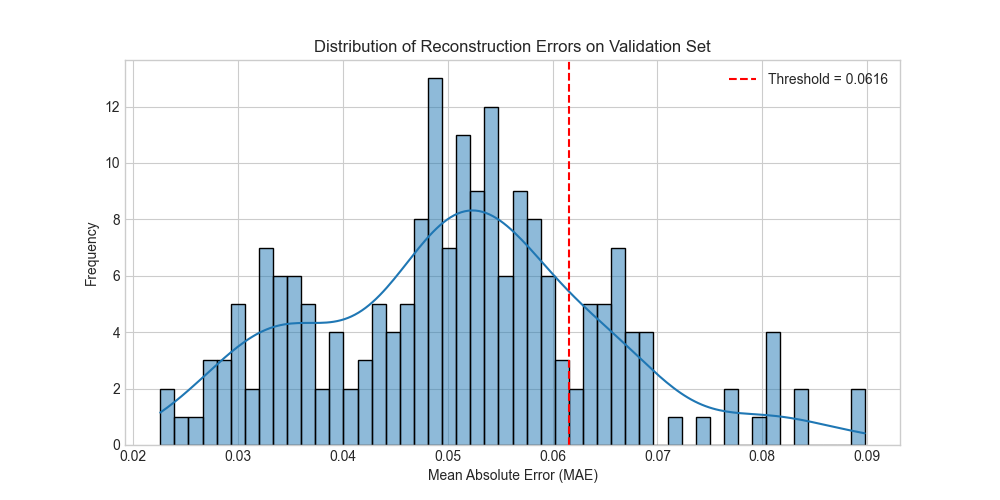 Distribution of Reconstruction Errors on Validation Set
Threshold = 0.0616
12
10
8
6
4
2
0
Frequency
0.02 0.03 0.04 0.05 0.06 0.07 0.08 0.09
Mean Absolute Error (MAE)